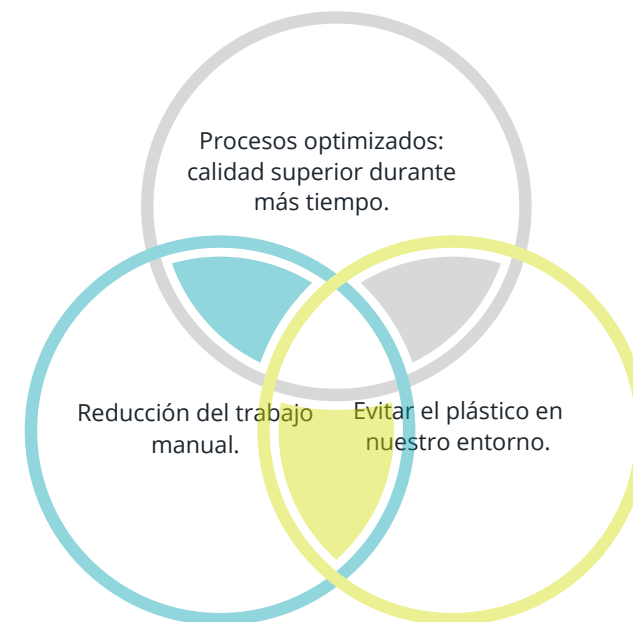 Procesos optimizados:
calidad superior durante
más tiempo.
Reducción del trabajo
manual.
Evitar el plástico en
nuestro entorno.